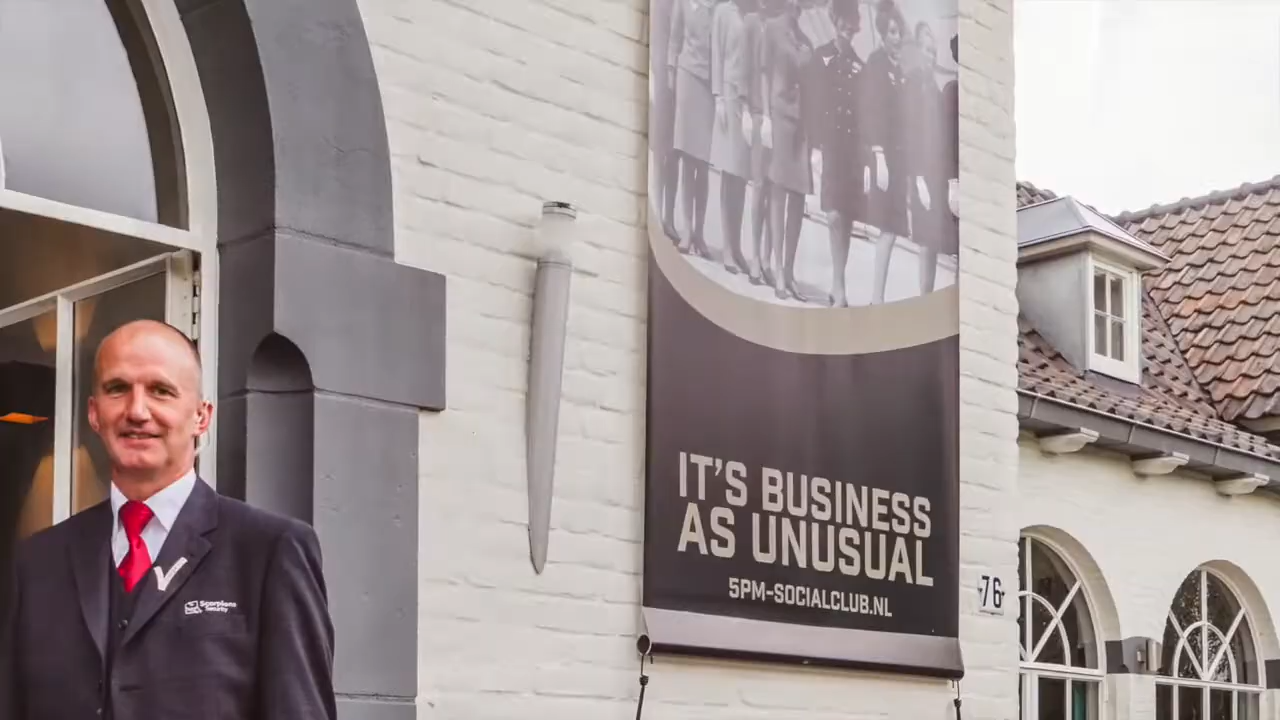 IT'S BUSINESS
AS UNUSUAL
5PM-SOCIALCLUB.NL
76
Scorpions
Security